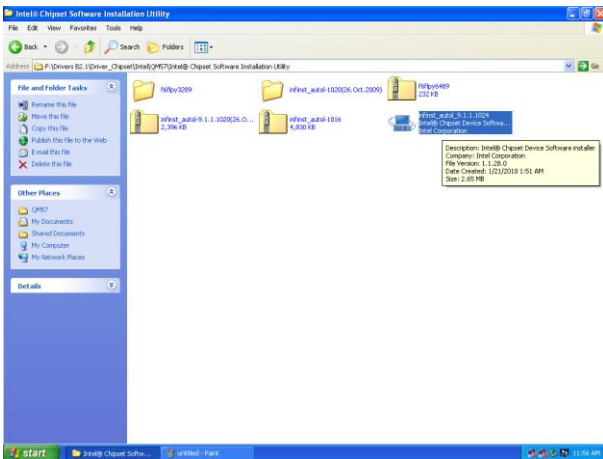 Intel® Chipset Software Installation Utility
File Edit View Favorites Tools Help
Back Search Folders
Address F:\Drivers B2.1\Driver_Chipset\Intel\QM57\Intel® Chipset Software Installation Utility Go
File and Folder Tasks
Rename this file
Move this file
Copy this file
Publish this file to the Web
E-mail this file
Delete this file
Other Places
QM57
My Documents
Shared Documents
My Computer
My Network Places
Details
f6flpy3289
infinst_autol-1020(26.Oct.2009)
f6flpy6489
232 KB
infinst_autol-9.1.1.1020(26.O...
2,396 KB
infinst_autol-1016
4,830 KB
infinst_autol_9.1.1.1024
Intel® Chipset Device Softwa...
Intel Corporation
Description: Intel® Chipset Device Software installer
Company: Intel Corporation
File Version: 1.1.28.0
Date Created: 1/21/2010 1:51 AM
Size: 2.65 MB
start
Intel® Chipset Softw...
untitled - Paint
11:56 AM